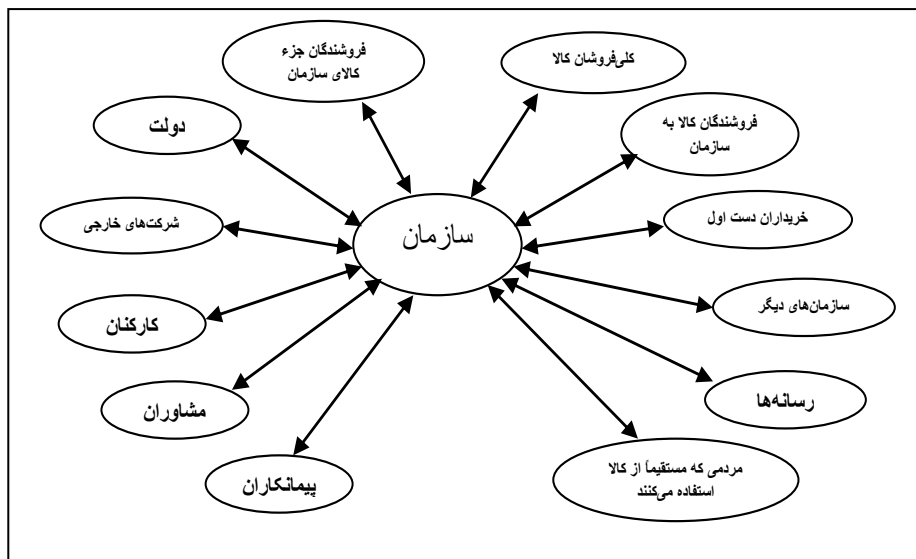 فروشندگان جزء
کالای سازمان
کلی‌فروشان کالا
دولت
فروشندگان کالا به
سازمان
شرکت‌های خارجی
سازمان
خریداران دست اول
کارکنان
سازمان‌های دیگر
مشاوران
رسانه‌ها
پیمانکاران
مردمی که مستقیماً از کالا
استفاده می‌کنند